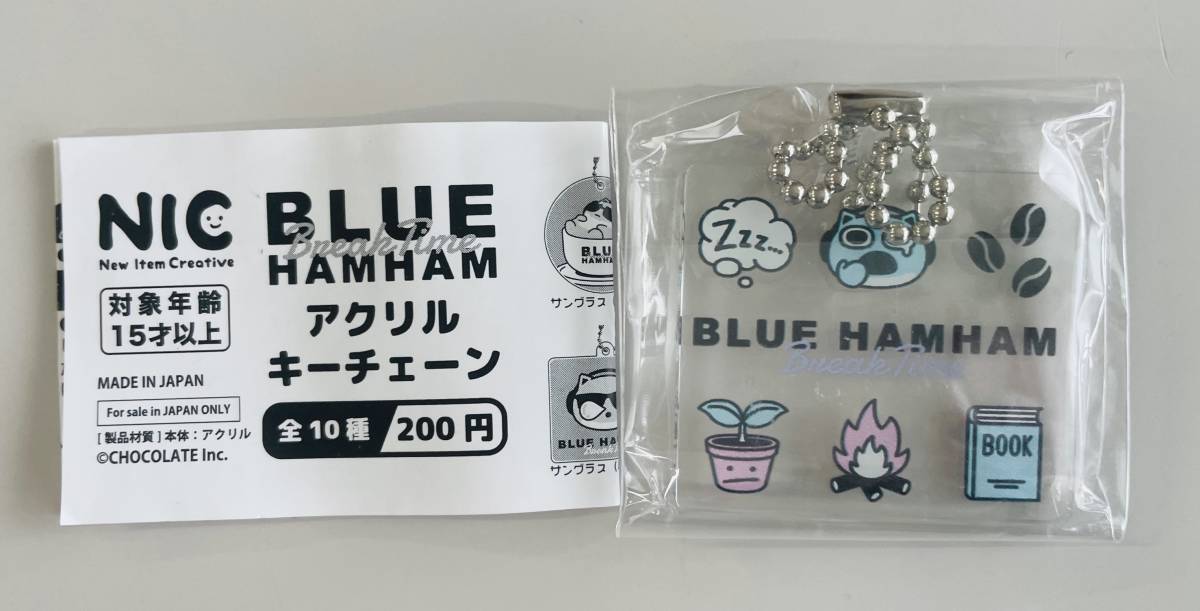 NIC
New Item Creative
対象年齢
15才以上
MADE IN JAPAN
For sale in JAPAN ONLY
[製品材質]本体：アクリル
©CHOCOLATE Inc.
BLUE
Break Time
HAMHAM
アクリル
キーチェーン
全10種/200円
BLUE
HAMHAM
サングラス
BLUE HAM
Break
サングラス
Zzz...
BLUE HAMHAM
Break Time
BOOK